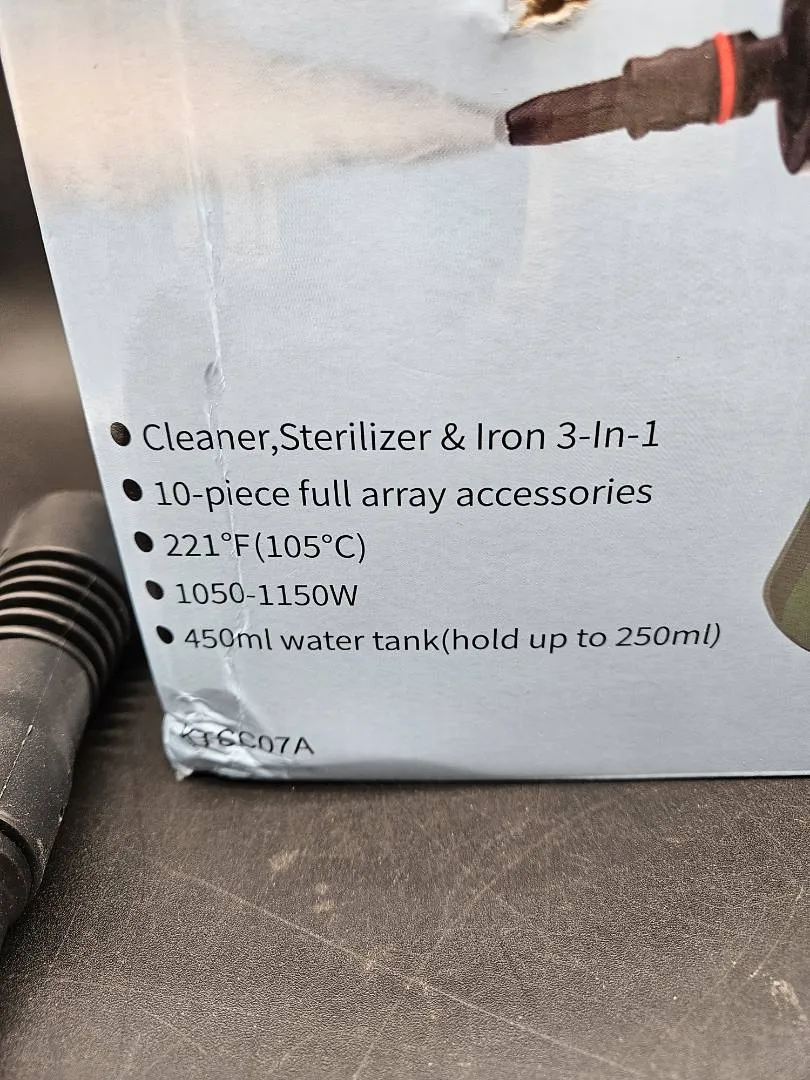 Cleaner,Sterilizer & Iron 3-In-1
10-piece full array accessories
221°F(105°C)
1050-1150W
450ml water tank(hold up to 250ml)